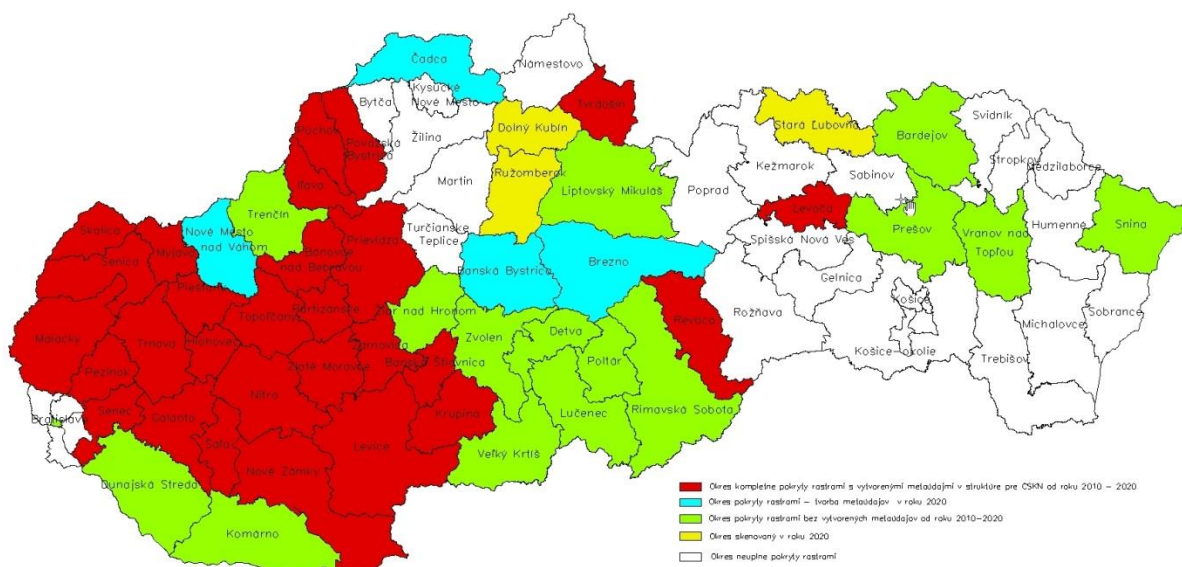 Čadca
Námestovo
Kysucké
Nové Mesto
Bytča
Tvrdošín
Púchov
Považská
Bystrica
Žilina
Dolný Kubín
Stará Ľubovňa
Bardejov
Svidník
Stropkov
Medzilaborce
Ilava
Martin
Ružomberok
Liptovský Mikuláš
Poprad
Kežmarok
Sabinov
Trenčín
Levoča
Prešov
Vranov nad
Topľou
Humenné
Snina
Skalica
Senica
Myjava
Nové Mesto
nad Váhom
Bánovce
nad Bebravou
Prievidza
Turčianske
Teplice
Banská Bystrica
Brezno
Spišská Nová Ves
Gelnica
Košice
Sobrance
Michalovce
Piešťany
Topoľčany
Partizánske
Žiar nad Hronom
Zvolen
Detva
Revúca
Rožňava
Košice-okolie
Trebišov
Malacky
Trnava
Hlohovec
Zlaté Moravce
Žarnovica
Banská Štiavnica
Poltár
Pezinok
Nitra
Krupina
Lučenec
Rimavská Sobota
Bratislava
Senec
Galanta
Šaľa
Levice
Veľký Krtíš
Nové Zámky
Dunajská Streda
Komárno
Okres kompletne pokrytý rastrami s vytvorenými metaúdajmi v štruktúre pre ČSKN od roku 2010 - 2020
Okres pokrytý rastrami - tvorba metaúdajov v roku 2020
Okres pokrytý rastrami bez vytvorených metaúdajov od roku 2010-2020
Okres skenovaný v roku 2020
Okres neúplne pokrytý rastrami